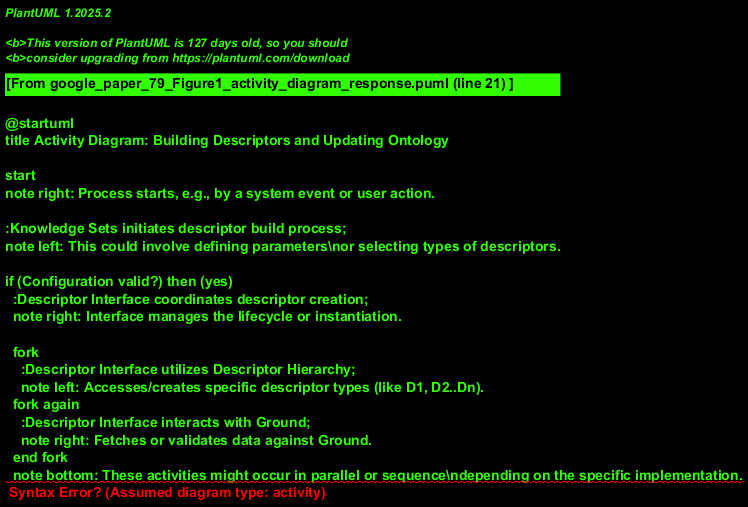 PlantUML 1.2025.2
<b>This version of PlantUML is 127 days old, so you should
<b>consider upgrading from https://plantuml.com/download
[From google_paper_79_Figure1_activity_diagram_response.puml (line 21) ]
@startuml
title Activity Diagram: Building Descriptors and Updating Ontology
start
note right: Process starts, e.g., by a system event or user action.
:Knowledge Sets initiates descriptor build process;
note left: This could involve defining parameters\nor selecting types of descriptors.
if (Configuration valid?) then (yes)
:Descriptor Interface coordinates descriptor creation;
note right: Interface manages the lifecycle or instantiation.
fork
:Descriptor Interface utilizes Descriptor Hierarchy;
note left: Accesses/creates specific descriptor types (like D1, D2..Dn).
fork again
:Descriptor Interface interacts with Ground;
note right: Fetches or validates data against Ground.
end fork
note bottom: These activities might occur in parallel or sequence\ndepending on the specific implementation.
Syntax Error? (Assumed diagram type: activity)